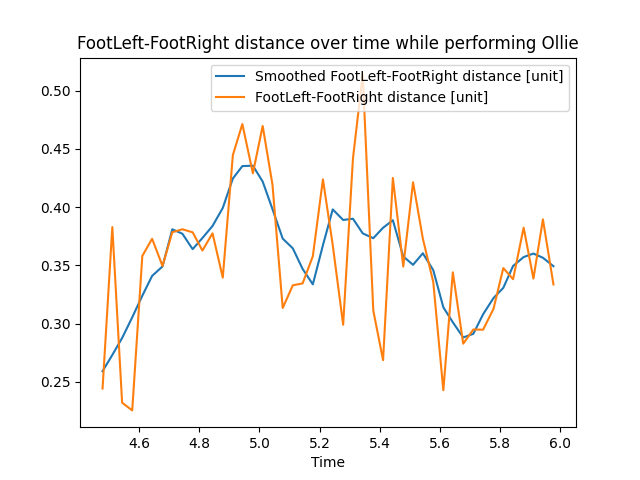 FootLeft-FootRight distance over time while performing Ollie
Smoothed FootLeft-FootRight distance [unit]
FootLeft-FootRight distance [unit]
0.50
0.45
0.40
0.35
0.30
0.25
4.6 4.8 5.0 5.2 5.4 5.6 5.8 6.0
Time